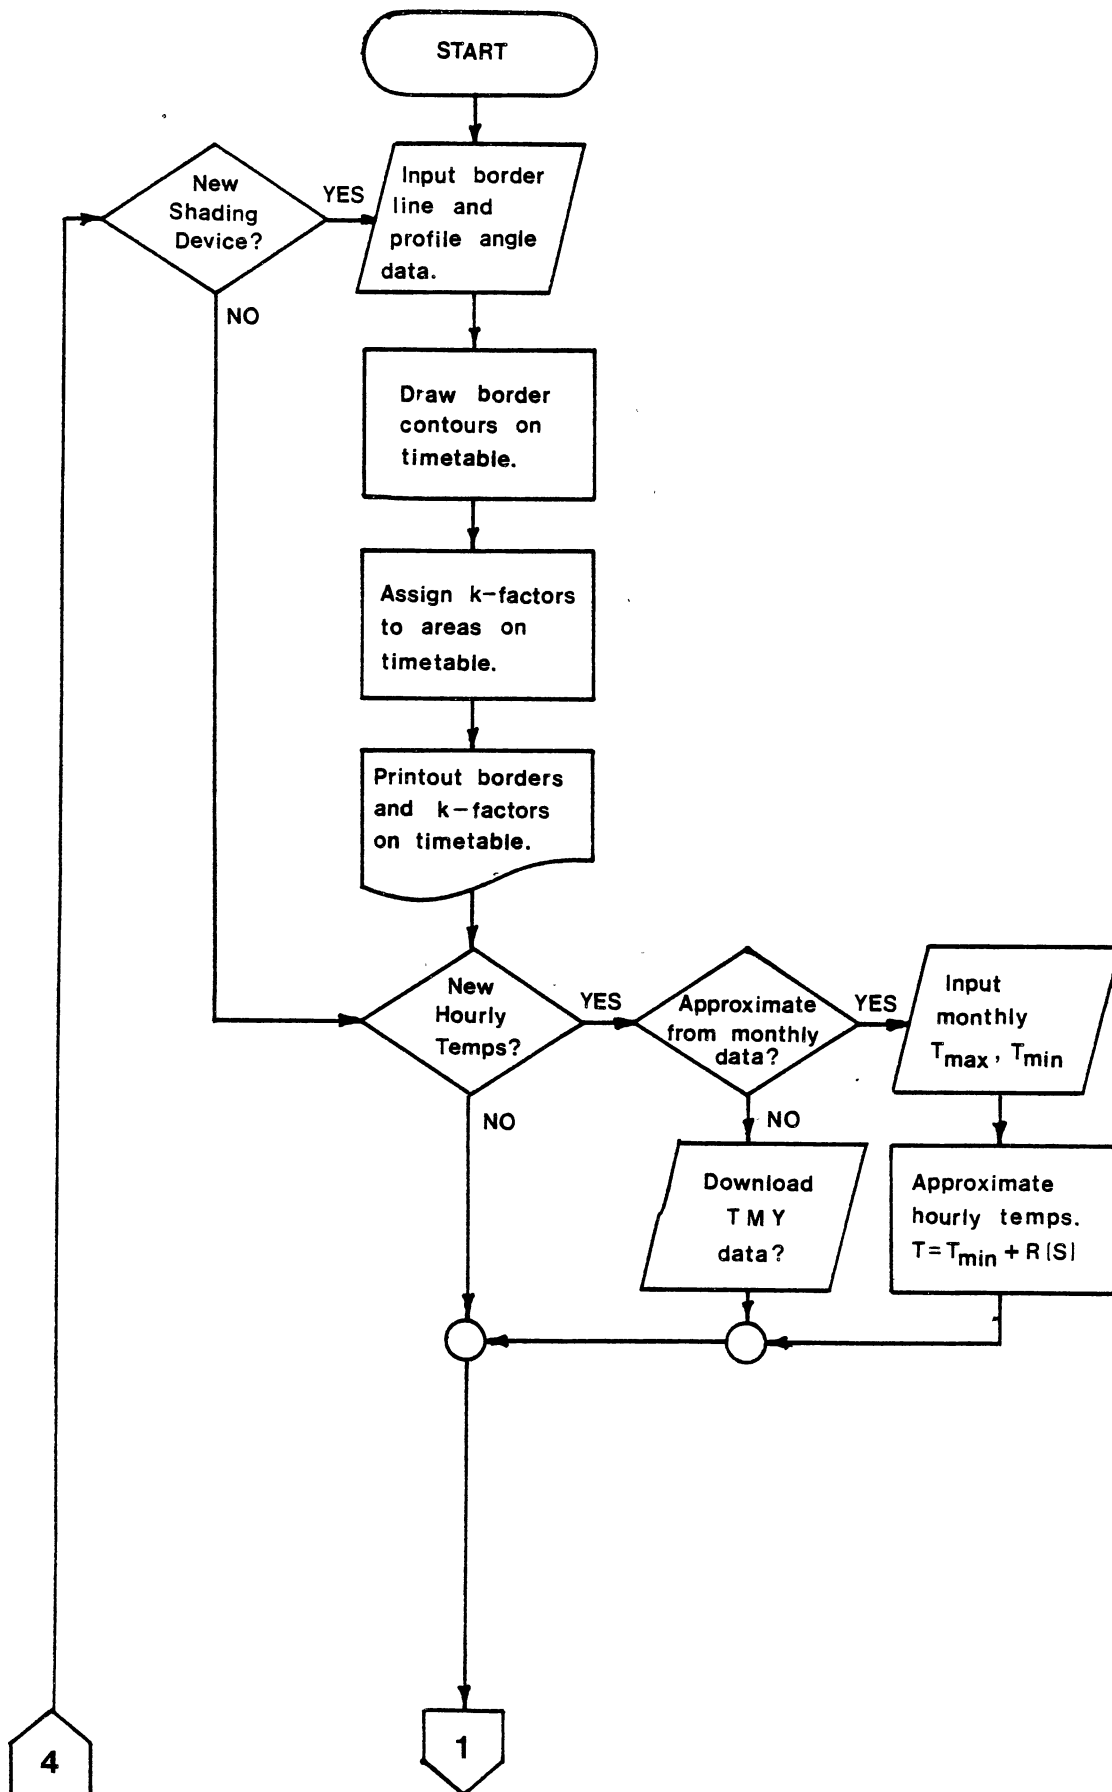 START
New
Shading
Device?
YES
NO
Input border
line and
profile angle
data.
Draw border
contours on
timetable.
Assign k-factors
to areas on
timetable.
Printout borders
and k-factors
on timetable.
New
Hourly
Temps?
YES
NO
Approximate
from monthly
data?
YES
NO
Input
monthly
Tmax, Tmin
Download
TMY
data?
Approximate
hourly temps.
T=Tmin + R(S)
4
1